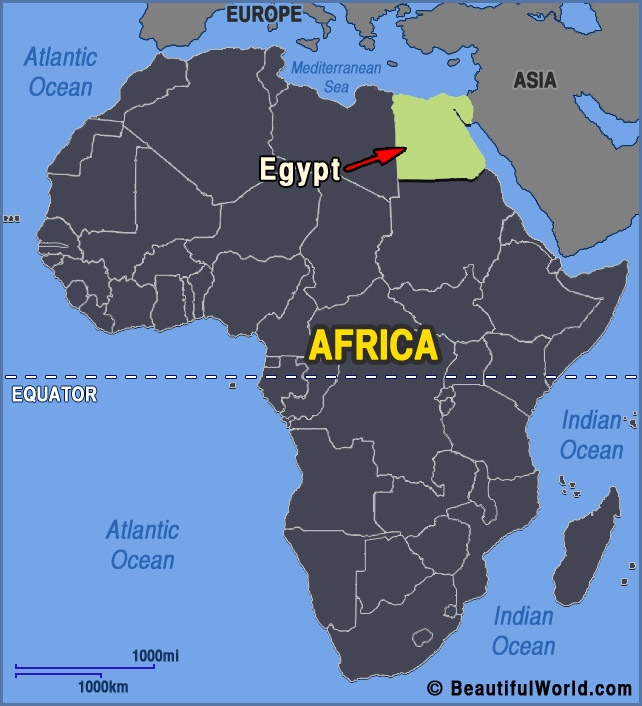 EUROPE
Atlantic
Ocean
Mediterranean
Sea
ASIA
Egypt
AFRICA
EQUATOR
Indian
Ocean
Atlantic
Ocean
Indian
Ocean
1000mi
1000km
© BeautifulWorld.com